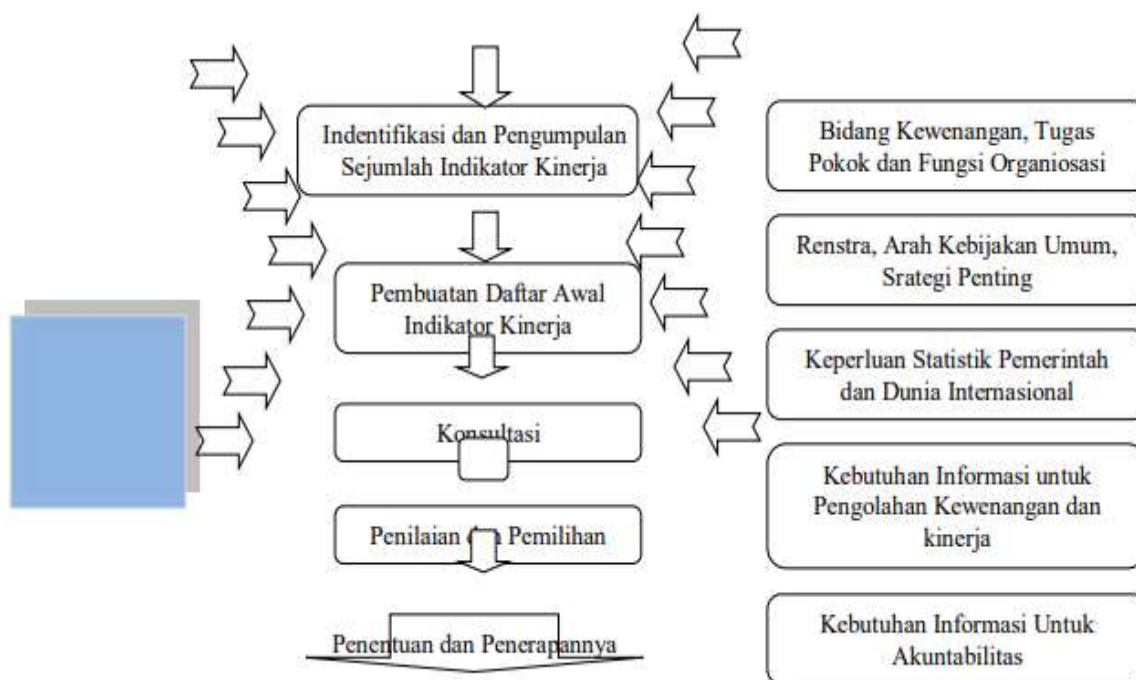 Indentifikasi dan Pengumpulan
Sejumlah Indikator Kinerja
Pembuatan Daftar Awal
Indikator Kinerja
Konsultasi
Penilaian dan Pemilihan
Penentuan dan Penerapannya
Bidang Kewenangan, Tugas
Pokok dan Fungsi Organiosasi
Renstra, Arah Kebijakan Umum,
Srategi Penting
Keperluan Statistik Pemerintah
dan Dunia Internasional
Kebutuhan Informasi untuk
Pengolahan Kewenangan dan
kinerja
Kebutuhan Informasi Untuk
Akuntabilitas